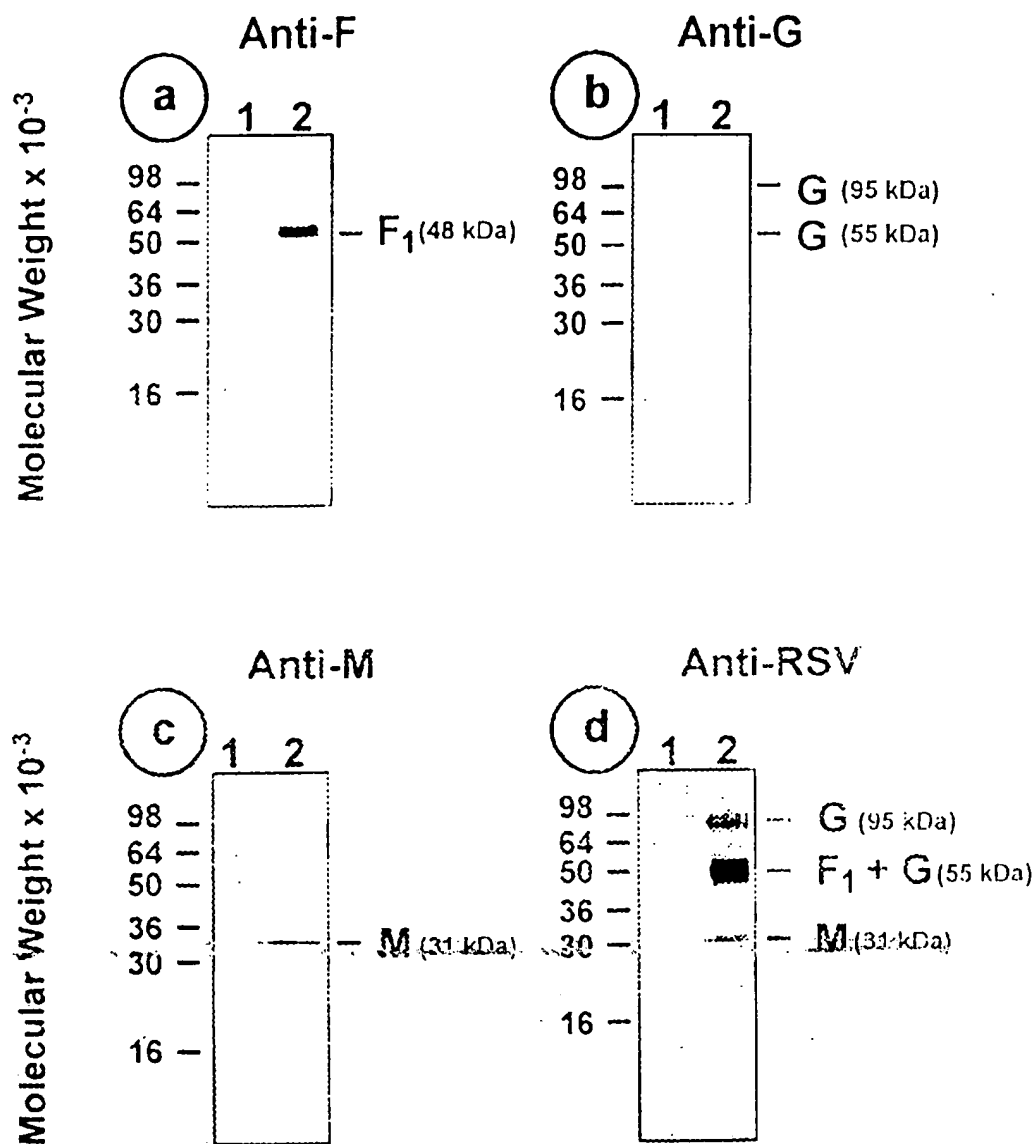 Anti-F
a
1 2
Molecular Weight x 10-3
98
64
50
36
30
16
F1 (48 kDa)
Anti-G
b
1 2
98
64
50
36
30
16
G (95 kDa)
G (55 kDa)
Anti-M
c
1 2
Molecular Weight x 10-3
98
64
50
36
30
16
M (31 kDa)
Anti-RSV
d
1 2
98
64
50
36
30
16
G (95 kDa)
F1 + G (55 kDa)
M (31 kDa)